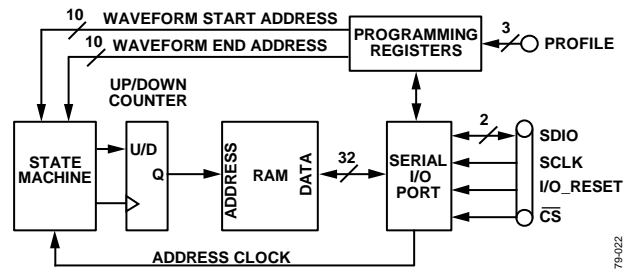 10 WAVEFORM START ADDRESS
10 WAVEFORM END ADDRESS
PROGRAMMING
REGISTERS
3
PROFILE
UP/DOWN
COUNTER
STATE
MACHINE
U/D
Q
ADDRESS
RAM
DATA
32
SERIAL
I/O
PORT
2
SDIO
SCLK
I/O_RESET
CS
ADDRESS CLOCK
79-022